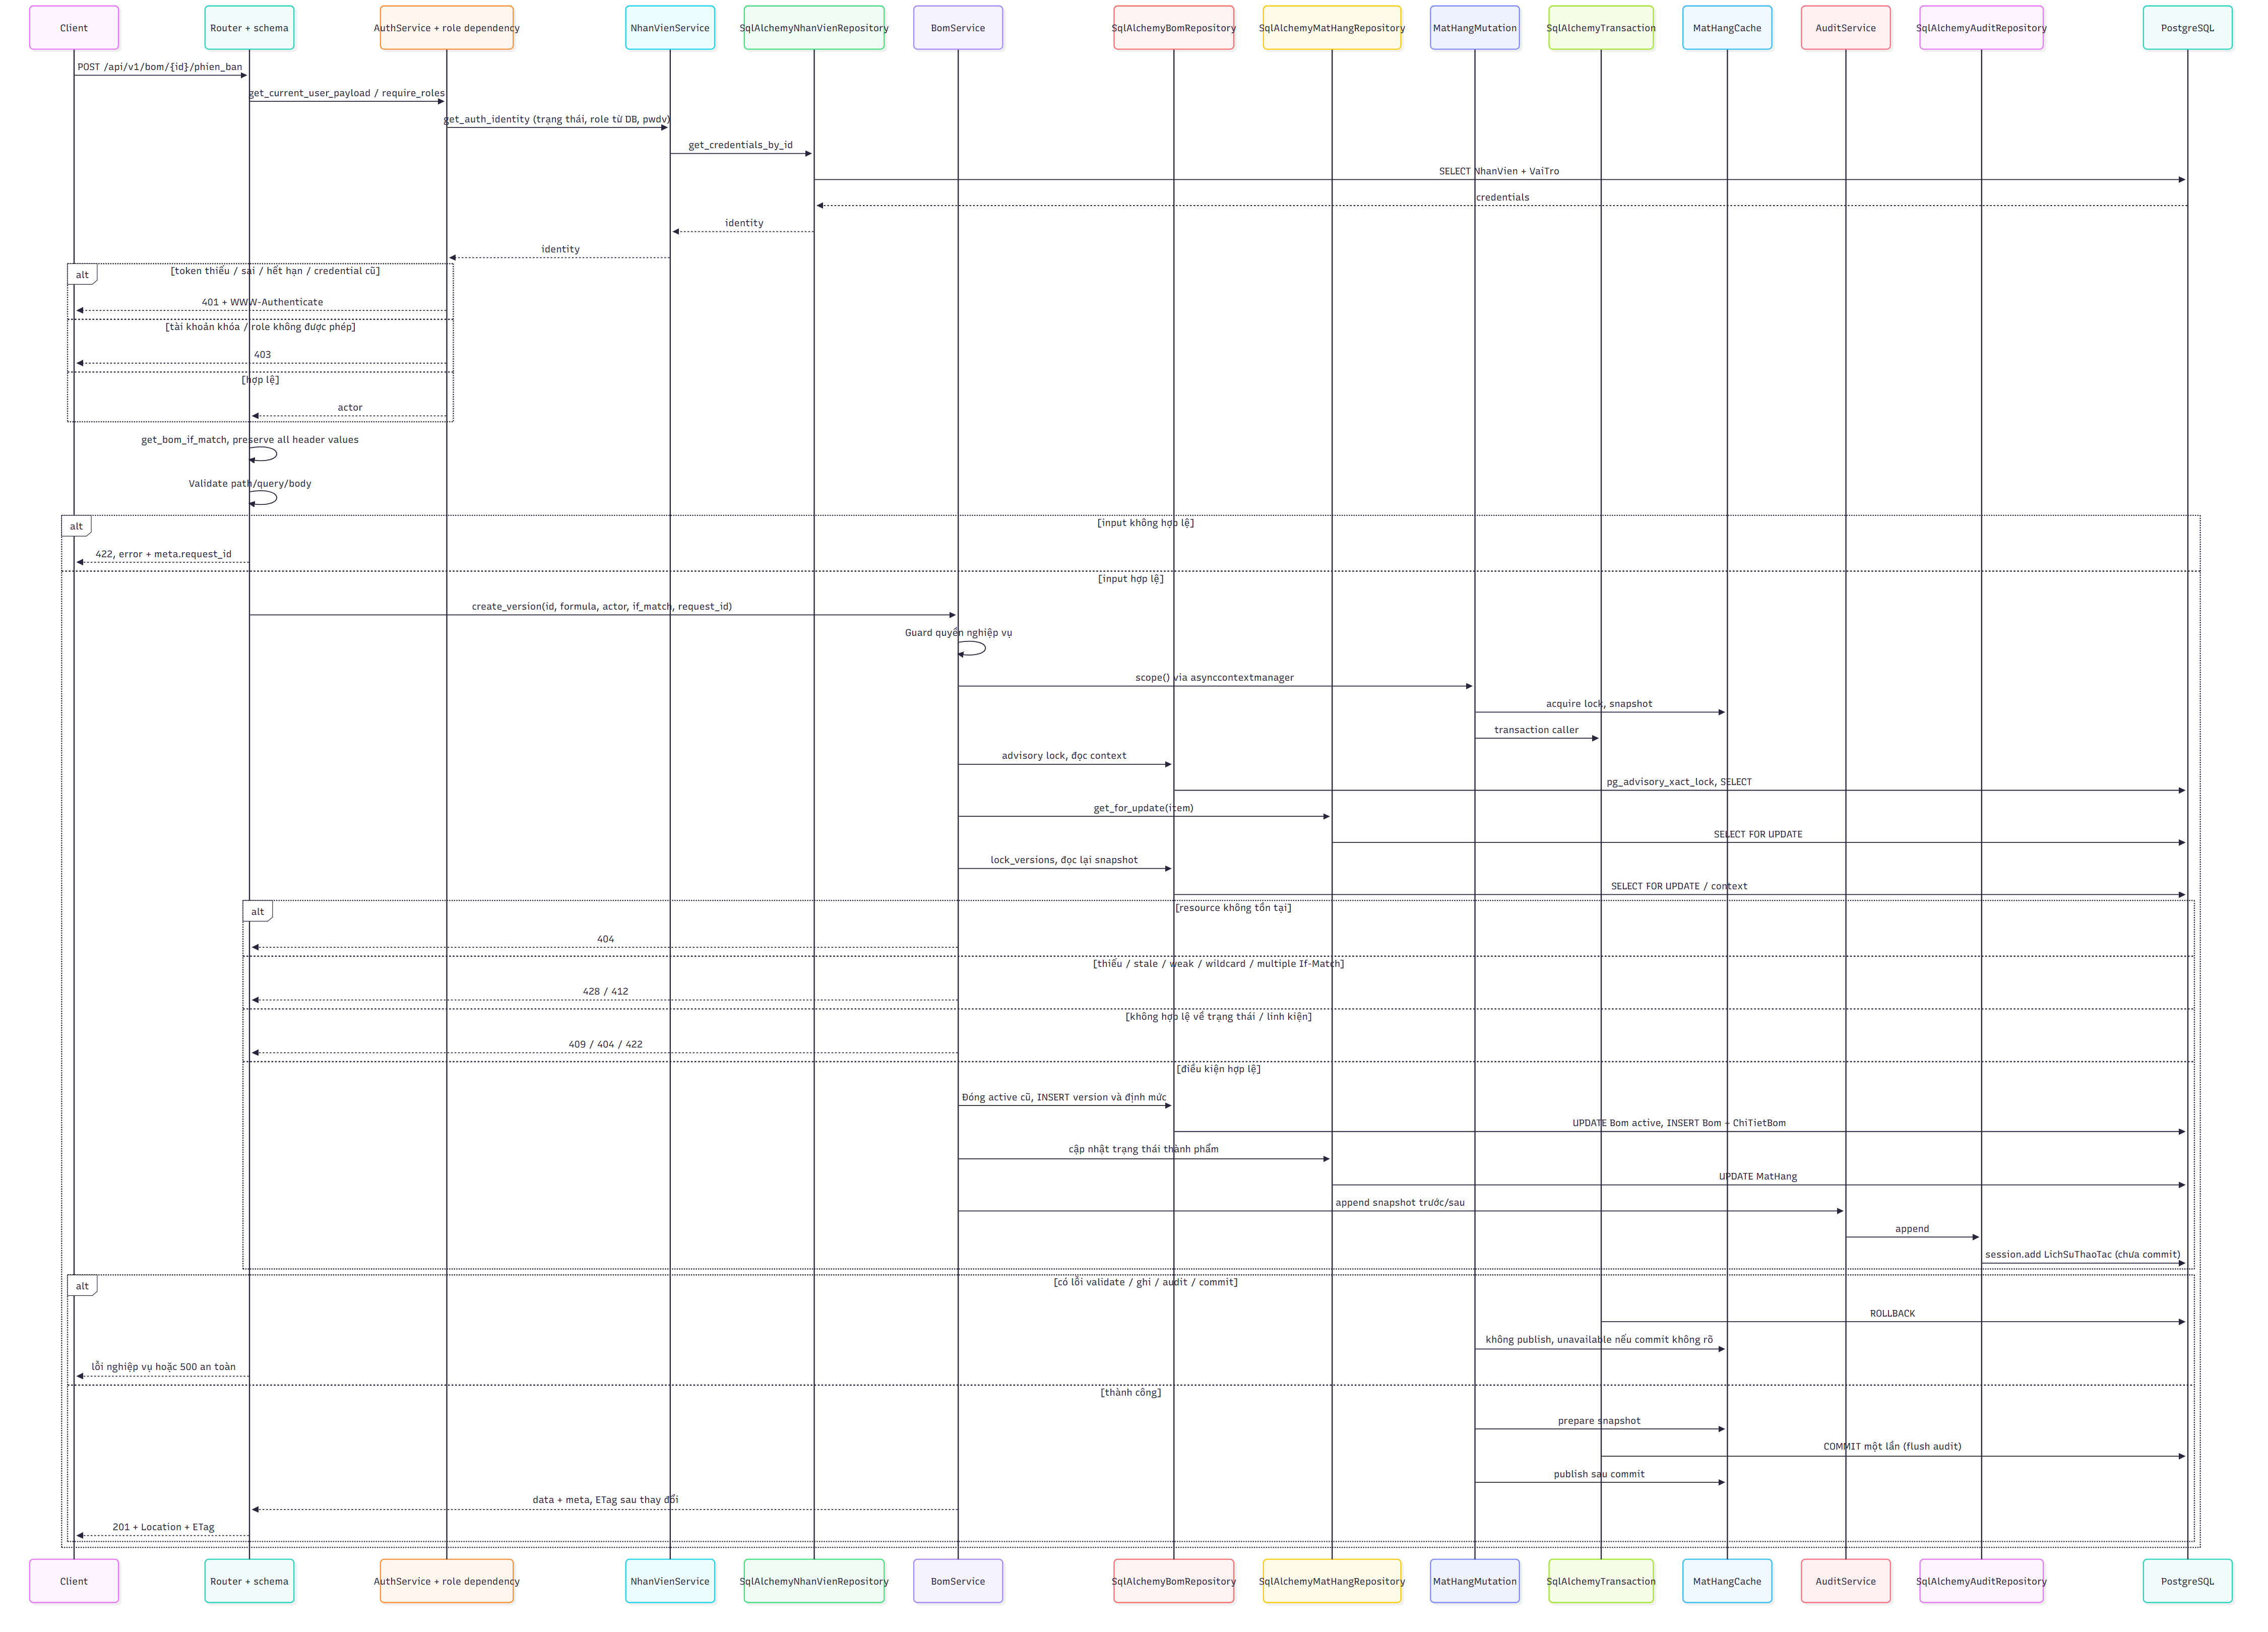 Client
Router + schema
AuthService + role dependency
NhanVienService
SqlAlchemyNhanVienRepository
BomService
SqlAlchemyBomRepository
SqlAlchemyMatHangRepository
MatHangMutation
SqlAlchemyTransaction
MatHangCache
AuditService
SqlAlchemyAuditRepository
PostgreSQL
POST /api/v1/bom/{id}/phien_ban
get_current_user_payload / require_roles
get_auth_identity (trạng thái, role từ DB, pwdv)
get_credentials_by_id
SELECT NhanVien + VaiTro
credentials
identity
identity
alt
[token thiếu / sai / hết hạn / credential cũ]
401 + WWW-Authenticate
[tài khoản khóa / role không được phép]
403
[hợp lệ]
actor
get_bom_if_match, preserve all header values
Validate path/query/body
alt
[input không hợp lệ]
422, error + meta.request_id
[input hợp lệ]
create_version(id, formula, actor, if_match, request_id)
Guard quyền nghiệp vụ
scope() via asynccontextmanager
acquire lock, snapshot
transaction caller
advisory lock, đọc context
pg_advisory_xact_lock, SELECT
get_for_update(item)
SELECT FOR UPDATE
lock_versions, đọc lại snapshot
SELECT FOR UPDATE / context
alt
[resource không tồn tại]
404
[thiếu / stale / weak / wildcard / multiple If-Match]
428 / 412
[không hợp lệ về trạng thái / linh kiện]
409 / 404 / 422
[điều kiện hợp lệ]
Đóng active cũ, INSERT version và định mức
UPDATE Bom active, INSERT Bom + ChiTietBom
cập nhật trạng thái thành phẩm
UPDATE MatHang
append snapshot trước/sau
append
session.add LichSuThaoTac (chưa commit)
alt
[có lỗi validate / ghi / audit / commit]
ROLLBACK
không publish, unavailable nếu commit không rõ
lỗi nghiệp vụ hoặc 500 an toàn
[thành công]
prepare snapshot
COMMIT một lần (flush audit)
publish sau commit
data + meta, ETag sau thay đổi
201 + Location + ETag
Client
Router + schema
AuthService + role dependency
NhanVienService
SqlAlchemyNhanVienRepository
BomService
SqlAlchemyBomRepository
SqlAlchemyMatHangRepository
MatHangMutation
SqlAlchemyTransaction
MatHangCache
AuditService
SqlAlchemyAuditRepository
PostgreSQL